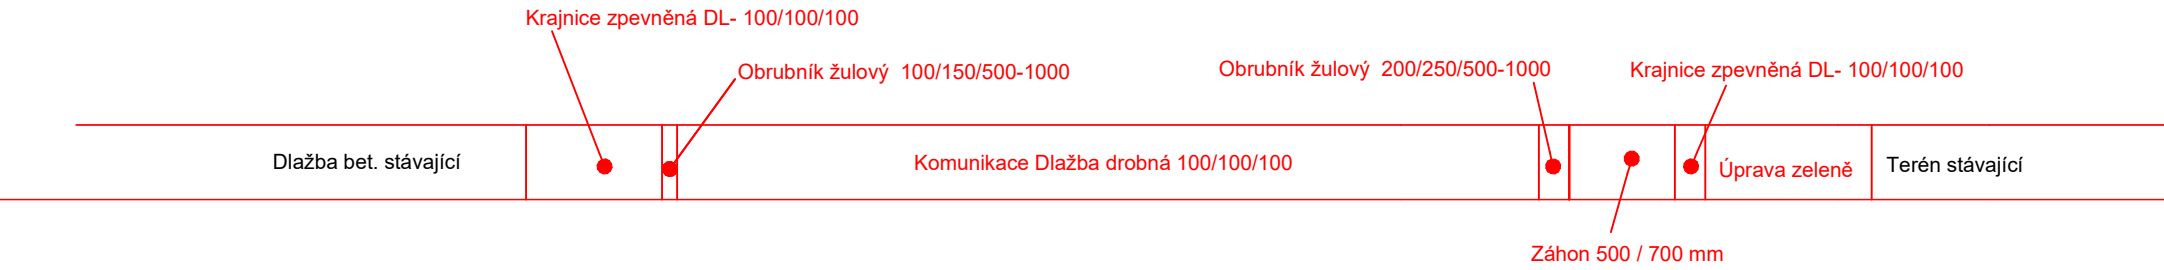 Krajnice zpevněná DL- 100/100/100
Obrubník žulový  100/150/500-1000
Obrubník žulový  200/250/500-1000
Krajnice zpevněná DL- 100/100/100
Dlažba bet. stávající
Komunikace Dlažba drobná 100/100/100
Úprava zeleně
Terén stávající
Záhon 500 / 700 mm